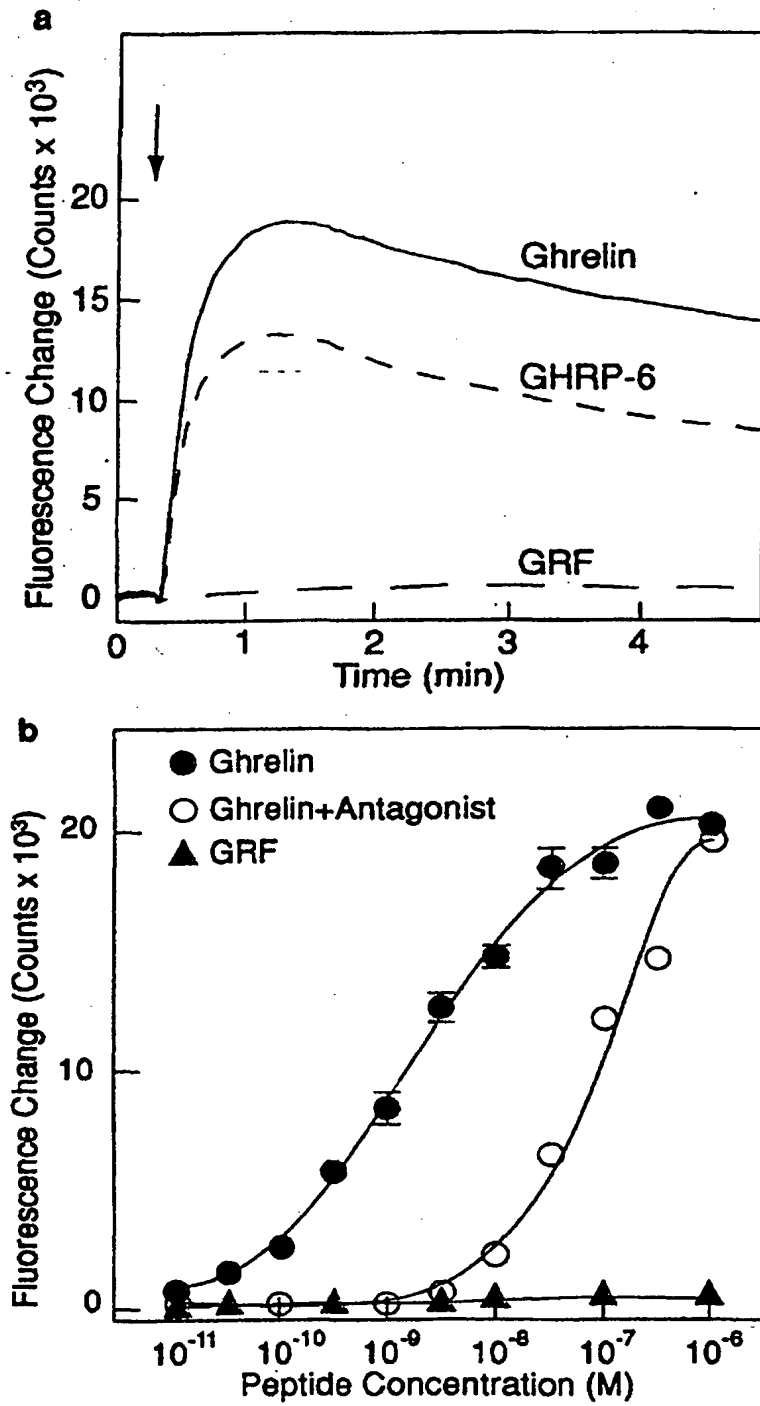 a
Fluorescence Change (Counts x 10³)
20
15
10
5
0
Ghrelin
GHRP-6
GRF
0 1 2 3 4
Time (min)
b
Ghrelin
Ghrelin+Antagonist
GRF
Fluorescence Change (Counts x 10³)
20
10
0
10⁻¹¹ 10⁻¹⁰ 10⁻⁹ 10⁻⁸ 10⁻⁷ 10⁻⁶
Peptide Concentration (M)